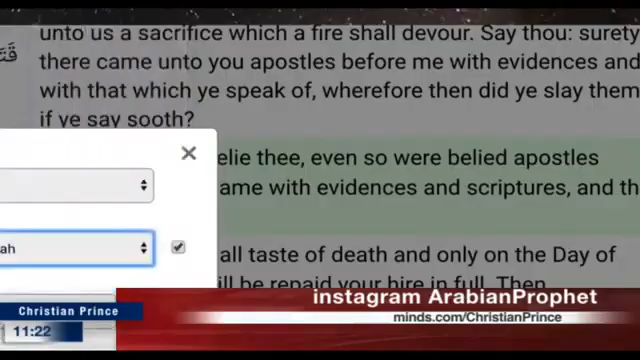 unto us a sacrifice which a fire shall devour. Say thou: surety
there came unto you apostles before me with evidences and
with that which ye speak of, wherefore then did ye slay them
if ye say sooth?
elie thee, even so were belied apostles
ame with evidences and scriptures, and th
ah
all taste of death and only on the Day of
ill be repaid your hire in full. Then
instagram ArabianProphet
Christian Prince
minds.com/ChristianPrince
11:22